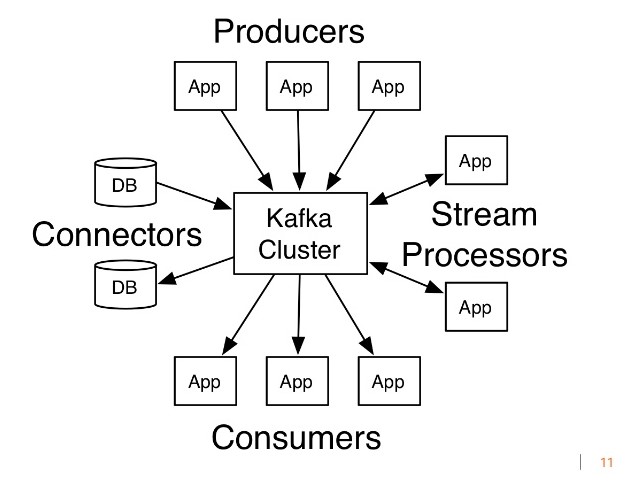 Producers
App
App
App
App
DB
Kafka
Cluster
Stream
Processors
Connectors
DB
App
App
App
App
Consumers
11